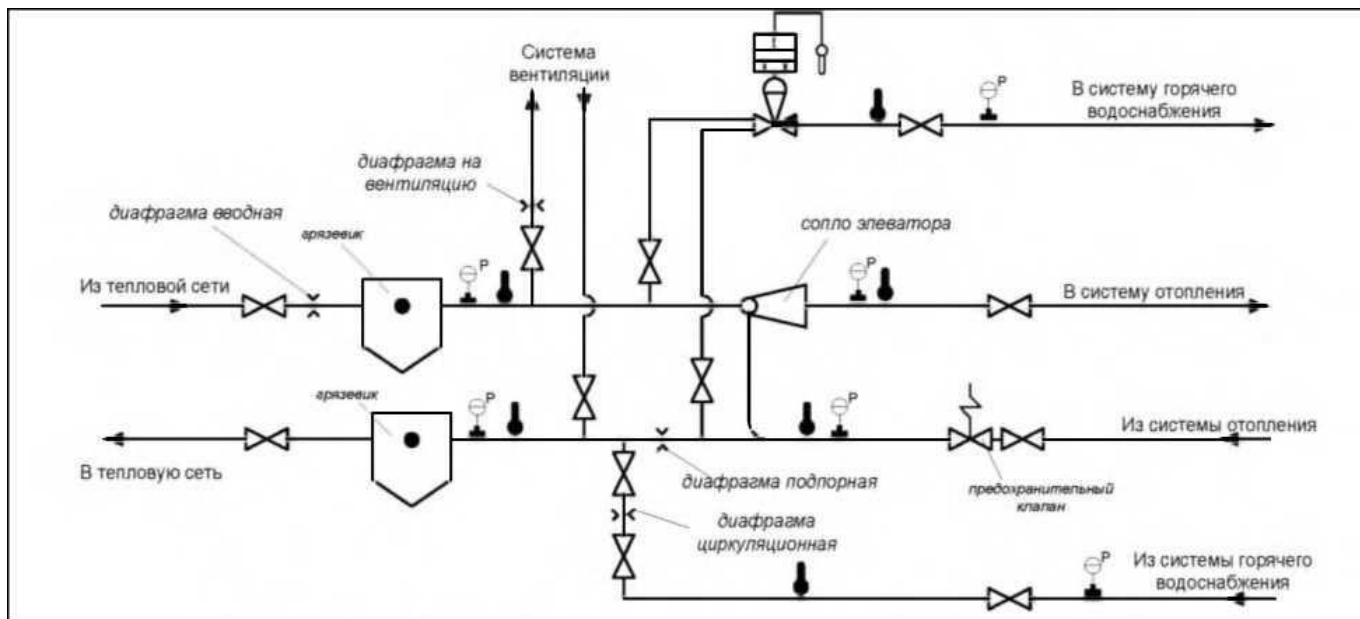 Система
вентиляции
P
В систему горячего
водоснабжения
диафрагма на
вентиляцию
диафрагма вводная
грязевик
сопло элеватора
P
P
Из тепловой сети
В систему отопления
грязевик
P
P
Из системы отопления
В тепловую сеть
диафрагма подпорная
предохранительный
клапан
диафрагма
циркуляционная
P
Из системы горячего
водоснабжения